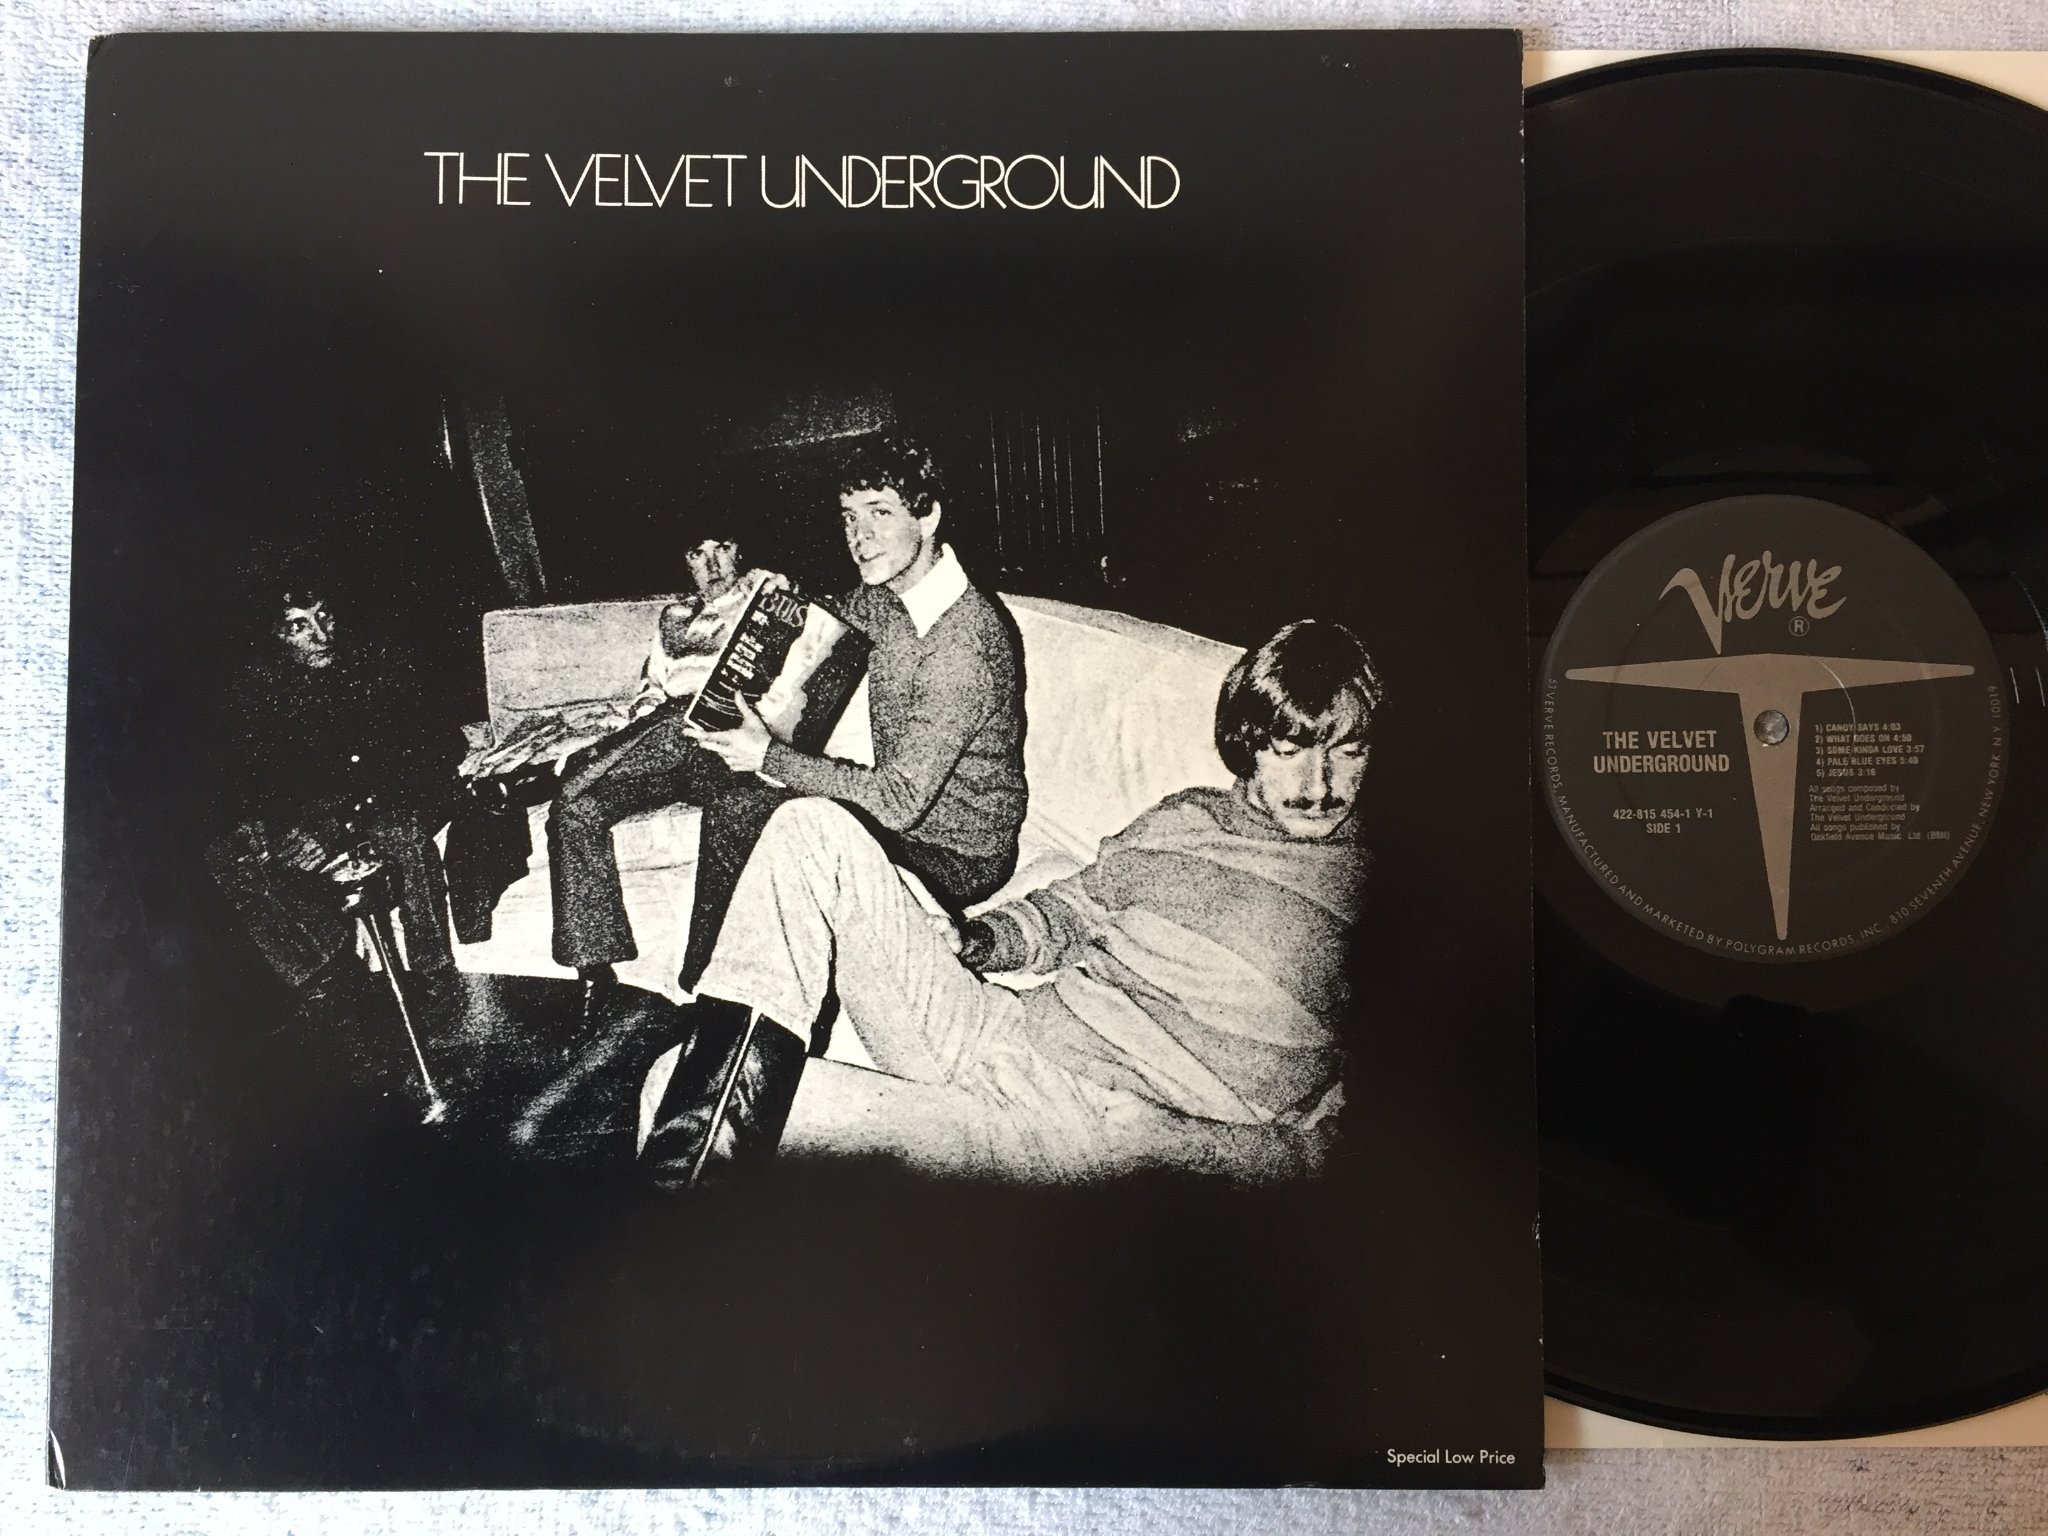 THE VELVET UNDERGROUND
Special Low Price
Verve
®
THE VELVET
UNDERGROUND
422-815 454-1 Y-1
SIDE 1
1) CANDY SAYS 4:03
2) WHAT GOES ON 4:50
3) SOME KINDA LOVE 3:57
4) PALE BLUE EYES 5:40
5) JESUS 3:16
All songs composed by
The Velvet Underground
Arranged and Conducted by
The Velvet Underground
All songs published by
Oakfield Avenue Music Ltd. (BMI)
VERVE RECORDS. MANUFACTURED AND MARKETED BY POLYGRAM RECORDS, INC., 810 SEVENTH AVENUE, NEW YORK, N.Y. 10019